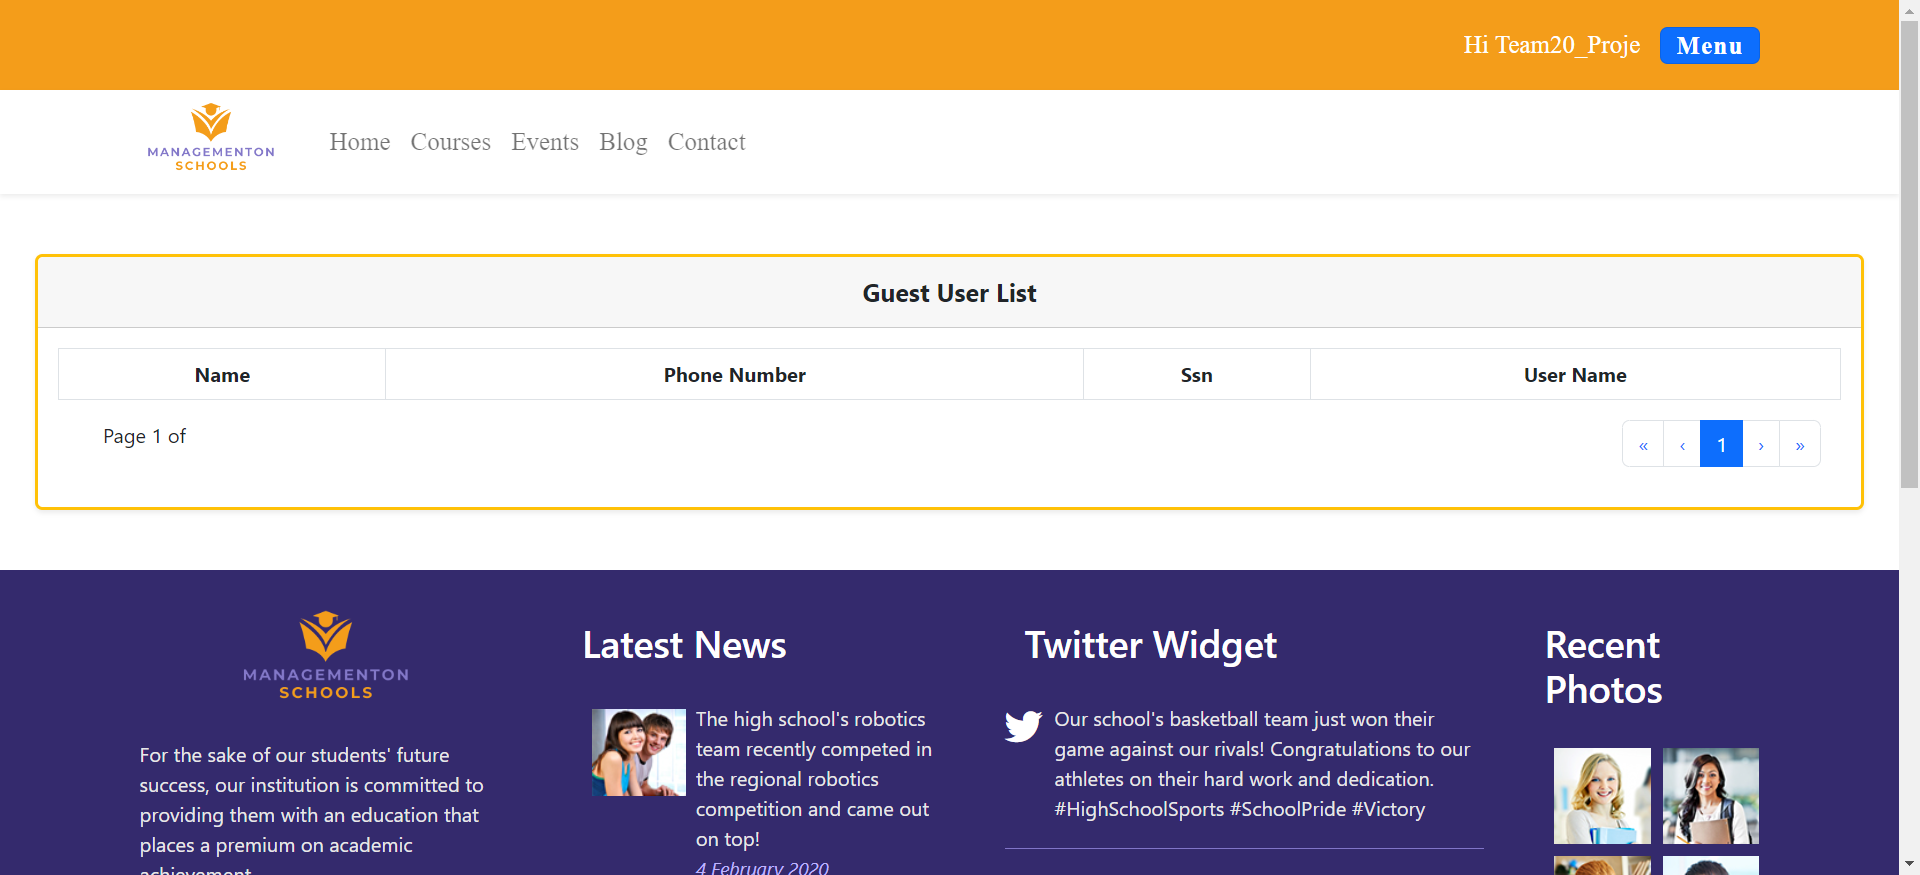 Hi Team20_Proje Menu
MANAGEMENTON
SCHOOLS
Home Courses Events Blog Contact
Guest User List
Name Phone Number Ssn User Name
Page 1 of
« ‹ 1 › »
MANAGEMENTON
SCHOOLS
For the sake of our students' future
success, our institution is committed to
providing them with an education that
places a premium on academic
achievement
Latest News
The high school's robotics
team recently competed in
the regional robotics
competition and came out
on top!
4 February 2020
Twitter Widget
Our school's basketball team just won their
game against our rivals! Congratulations to our
athletes on their hard work and dedication.
#HighSchoolSports #SchoolPride #Victory
Recent
Photos